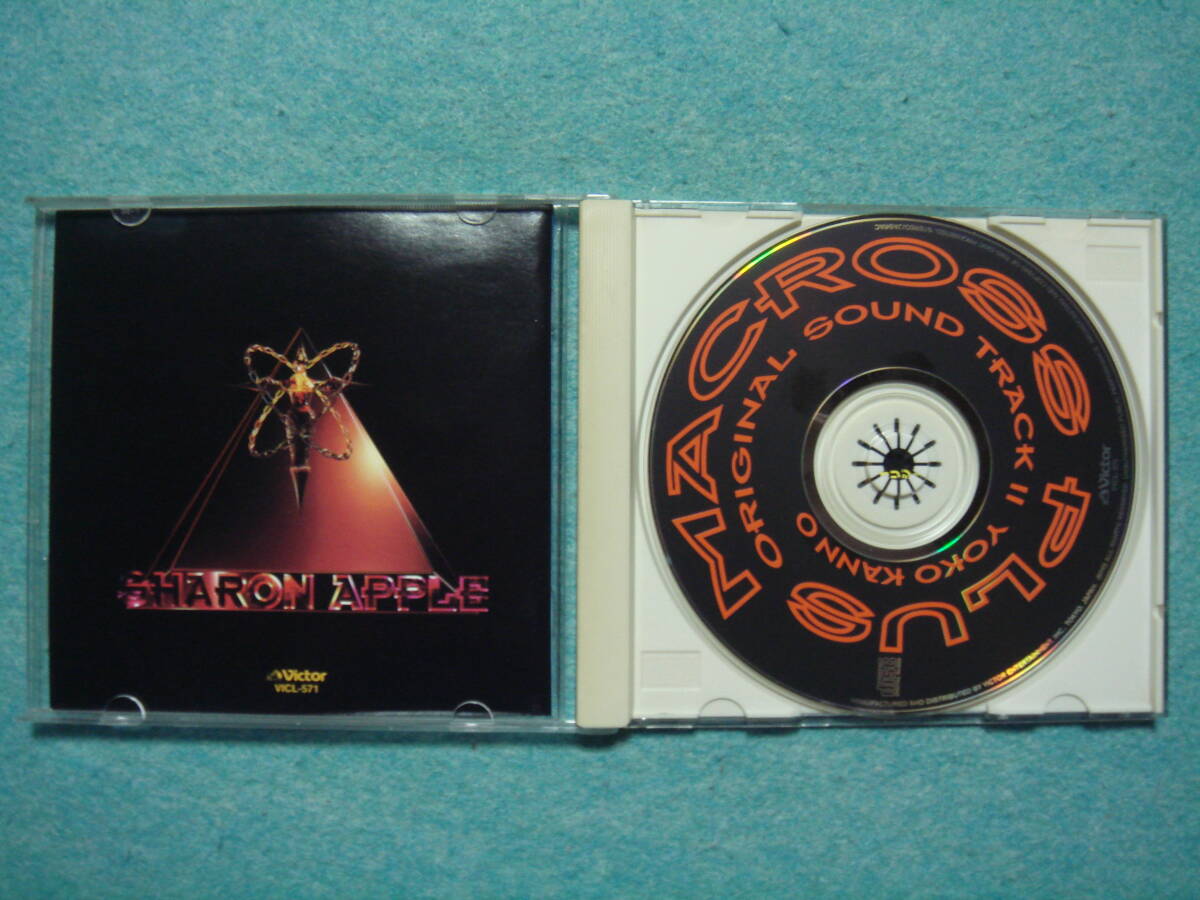 SHARON APPLE
Victor
VICL-571
MACROSS PLUS
ORIGINAL SOUND TRACK II YOKO KANNO
Victor